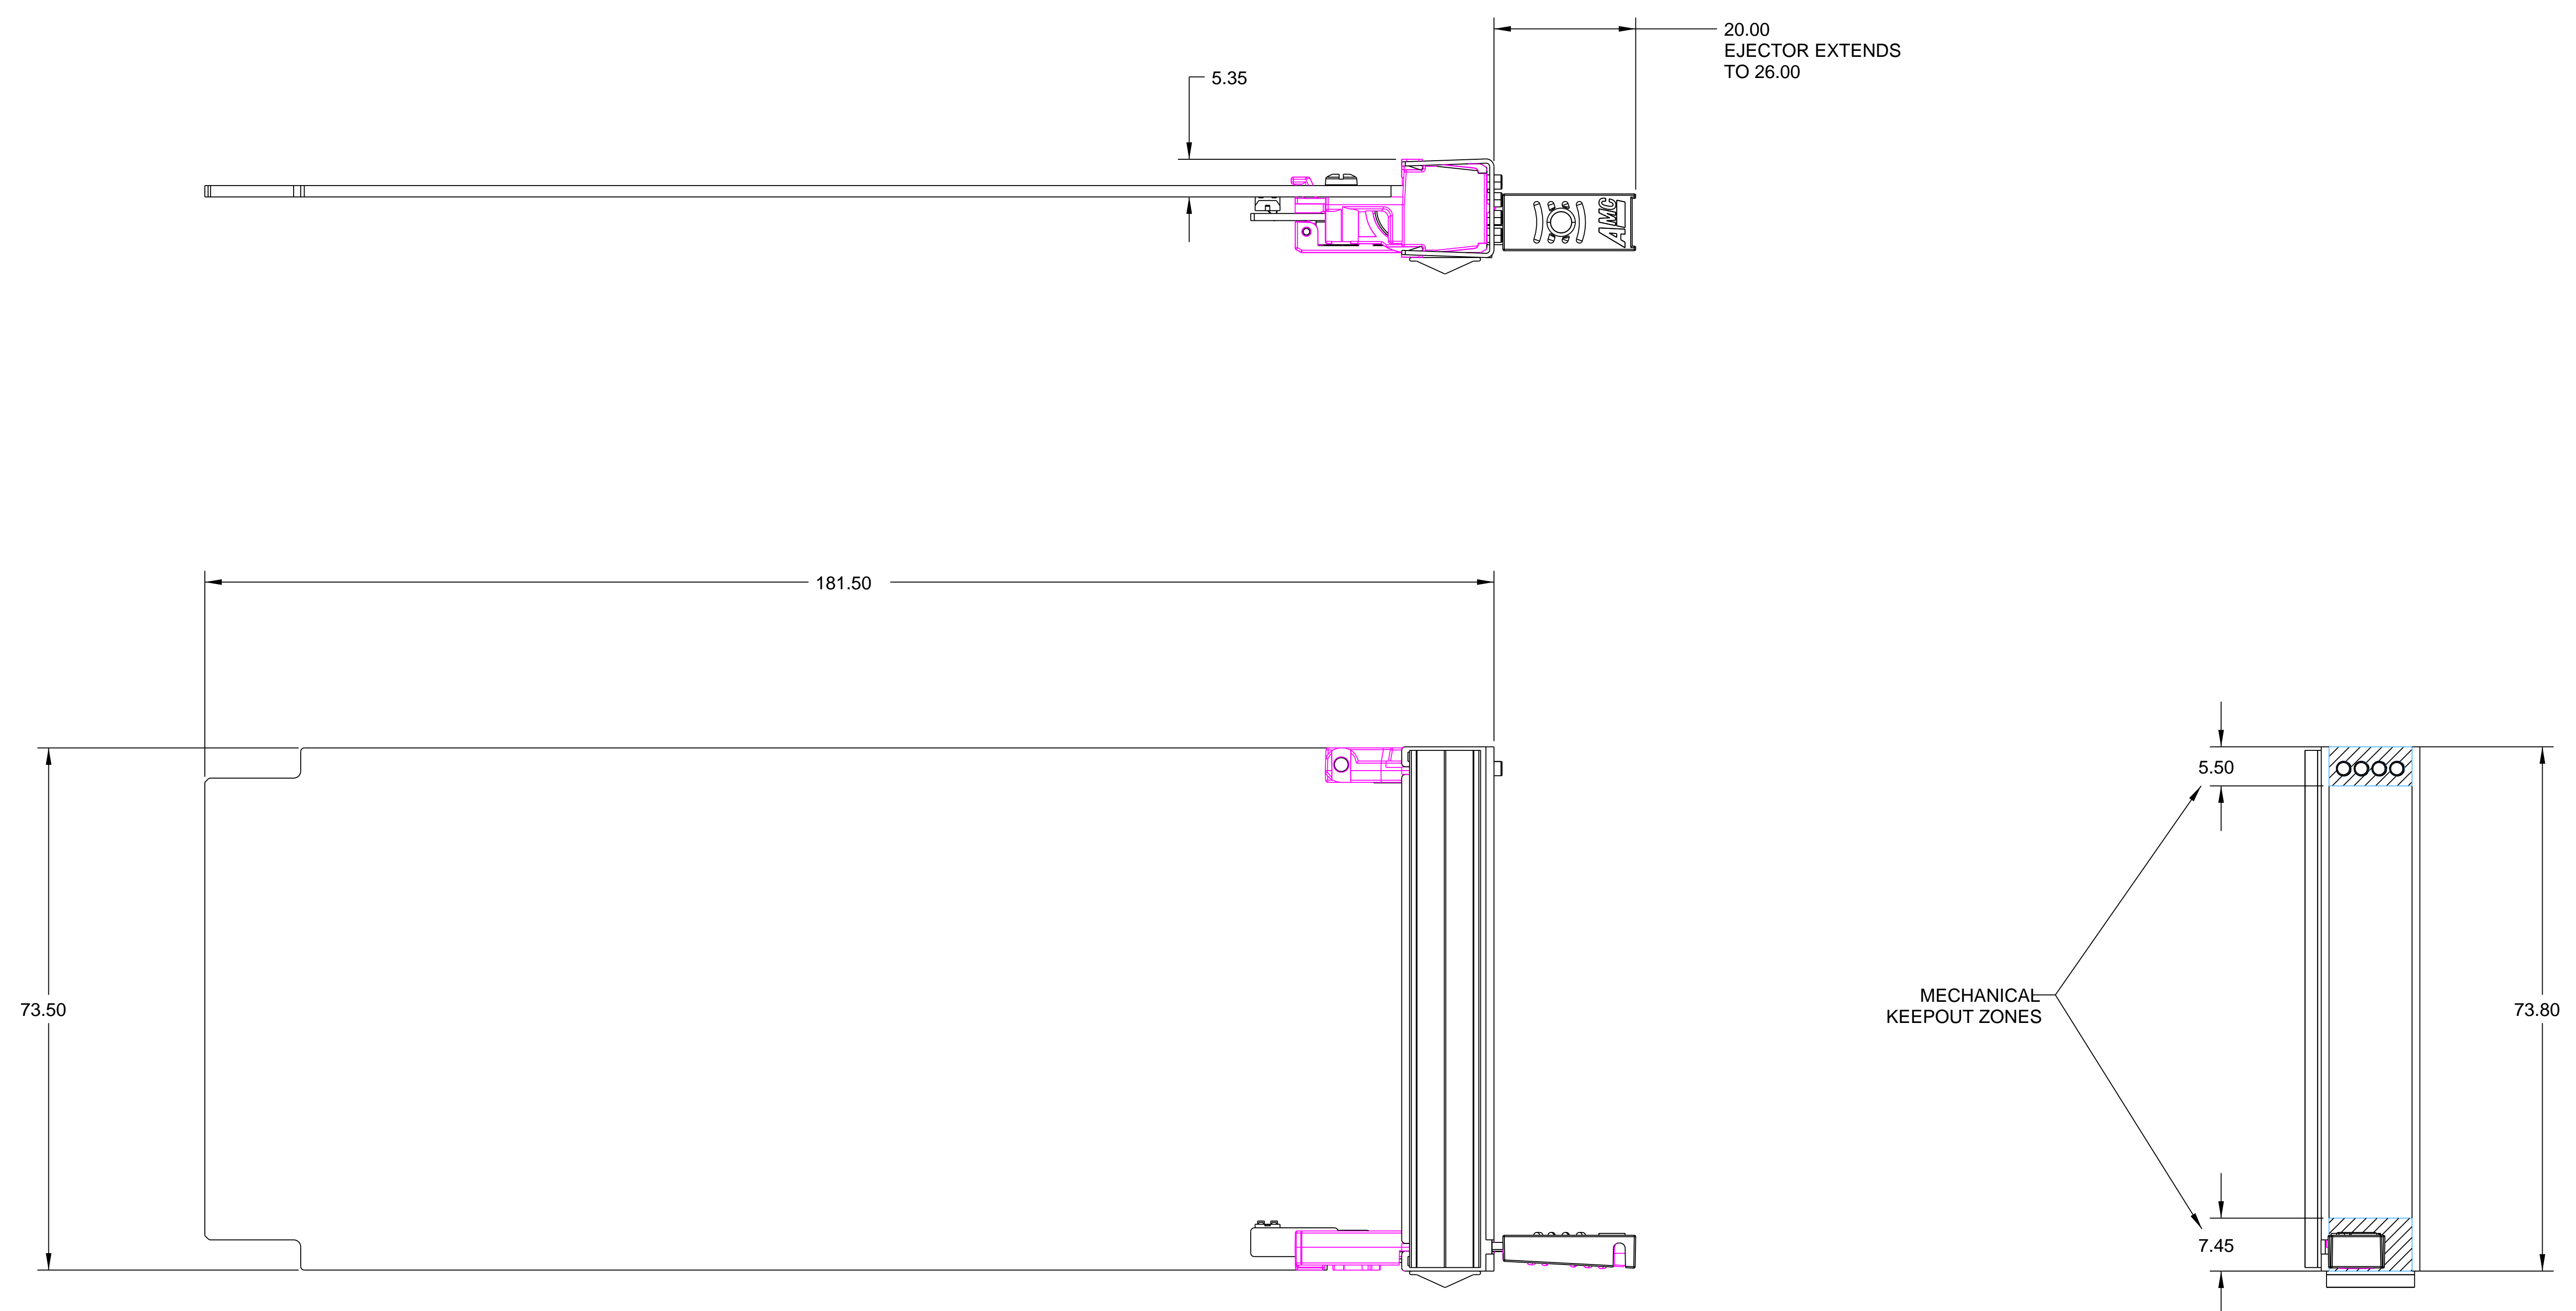 20.00
EJECTOR EXTENDS
TO 26.00
5.35
AMC
181.50
5.50
73.50
MECHANICAL
KEEPOUT ZONES
73.80
7.45